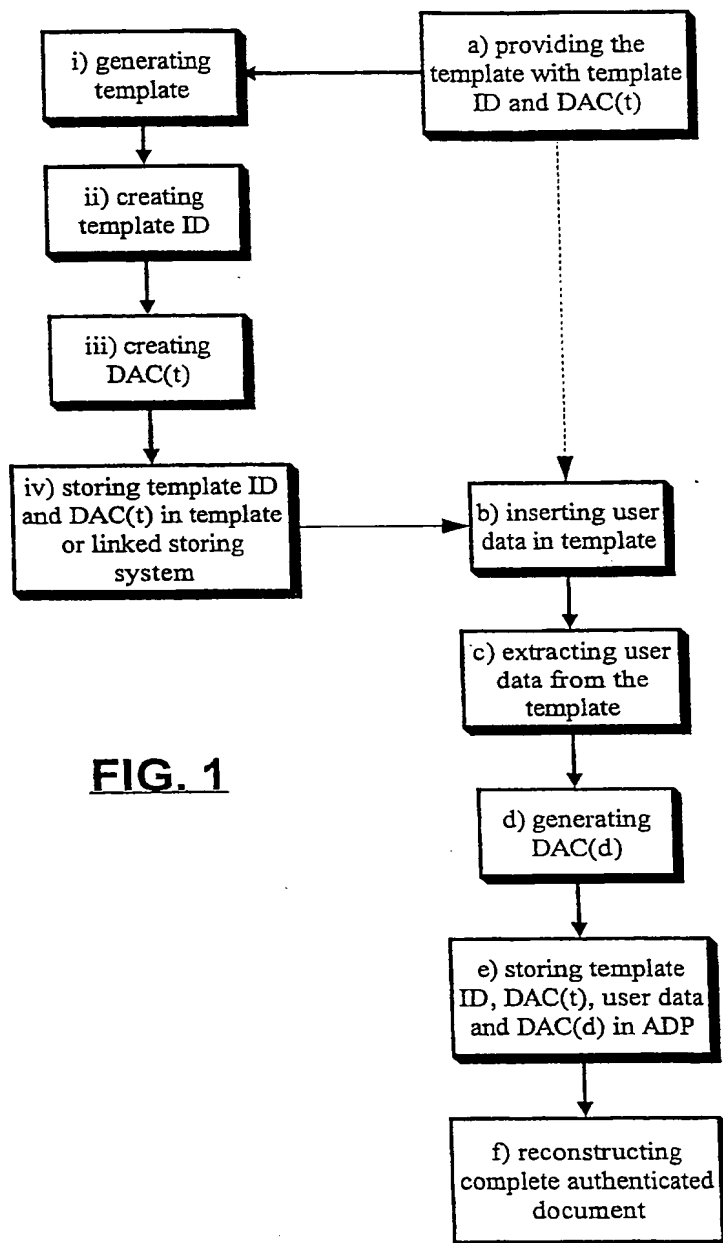 i) generating
template
a) providing the
template with template
ID and DAC(t)
ii) creating
template ID
iii) creating
DAC(t)
iv) storing template ID
and DAC(t) in template
or linked storing
system
b) inserting user
data in template
c) extracting user
data from the
template
FIG. 1
d) generating
DAC(d)
e) storing template
ID, DAC(t), user data
and DAC(d) in ADP
f) reconstructing
complete authenticated
document